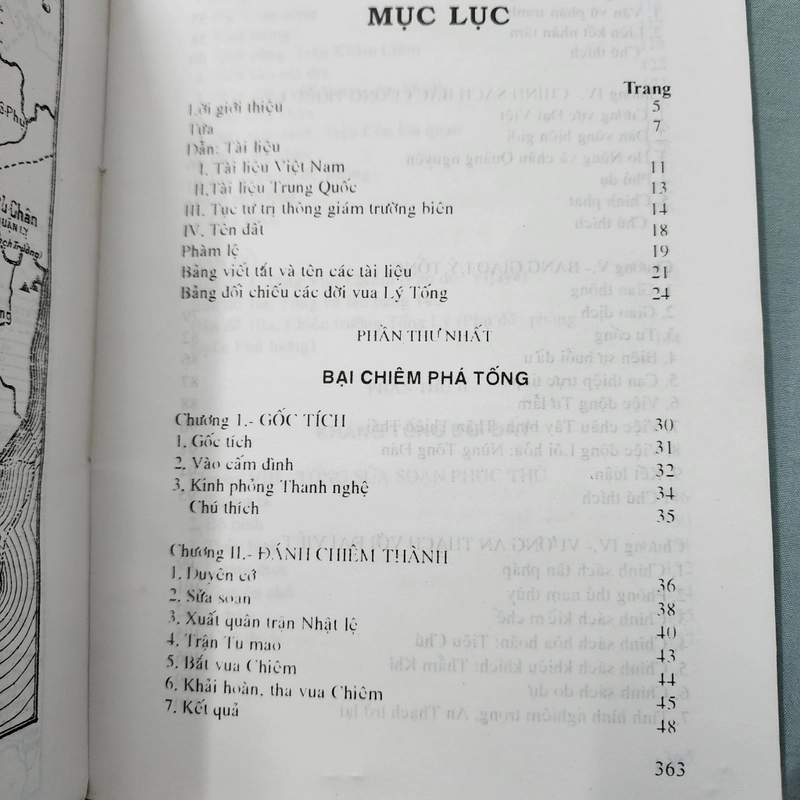 MỤC LỤC
Trang
Lời giới thiệu 5
Tựa 7
Dẫn: Tài liệu
I. Tài liệu Việt Nam 11
II. Tài liệu Trung Quốc 13
III. Tục tư trị thông giám trường biên 14
IV. Tên đất 18
Phàm lệ 19
Bảng viết tắt và tên các tài liệu 21
Bảng đối chiếu các đời vua Lý Tống 24
PHẦN THỨ NHẤT
BẠI CHIÊM PHÁ TỐNG
Chương I.- GỐC TÍCH 30
1. Gốc tích 31
2. Vào cấm đình 32
3. Kinh phỏng Thanh nghệ 34
Chú thích 35
Chương II.- ĐÁNH CHIÊM THÀNH
1. Duyên cớ 36
2. Sửa soạn 38
3. Xuất quân trận Nhật lệ 40
4. Trận Tu mao 43
5. Bắt vua Chiêm 44
6. Khải hoàn, tha vua Chiêm 45
7. Kết quả 48
363